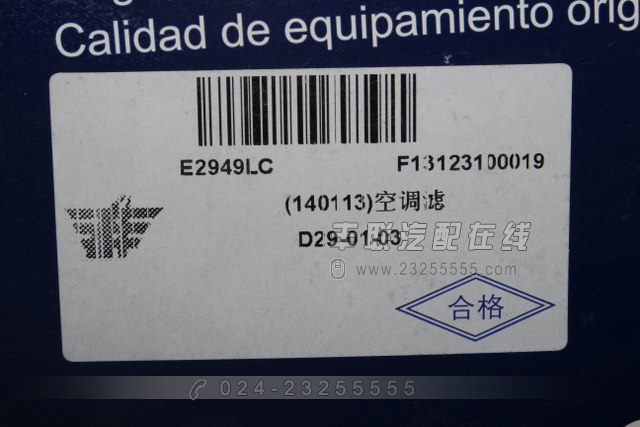 Calidad de equipamiento orig
E2949LC F13123100019
(140113)空调滤
D29-01-03
车联汽配在线
www.23255555.com
合格
024-23255555